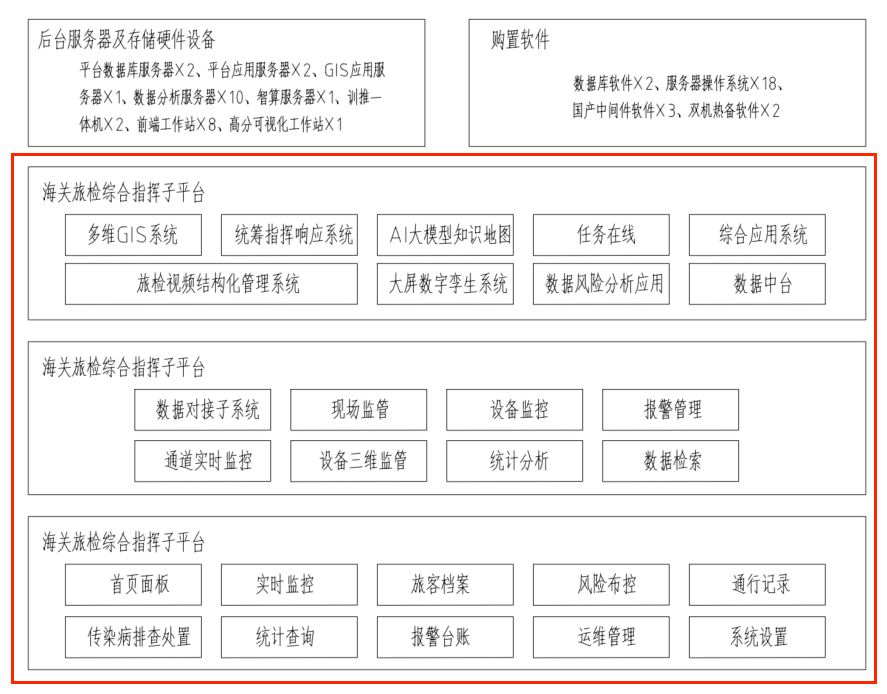 后台服务器及存储硬件设备
平台数据库服务器X2、平台应用服务器X2、GIS应用服
务器X1、数据分析服务器X10、智算服务器X1、训推一
体机X2、前端工作站X8、高分可视化工作站X1
购置软件
数据库软件X2、服务器操作系统X18、
国产中间件软件X3、双机热备软件X2
海关旅检综合指挥子平台
多维GIS系统
统筹指挥响应系统
AI大模型知识地图
任务在线
综合应用系统
旅检视频结构化管理系统
大屏数字孪生系统
数据风险分析应用
数据中台
海关旅检综合指挥子平台
数据对接子系统
现场监管
设备监控
报警管理
通道实时监控
设备三维监管
统计分析
数据检索
海关旅检综合指挥子平台
首页面板
实时监控
旅客档案
风险布控
通行记录
传染病排查处置
统计查询
报警台账
运维管理
系统设置